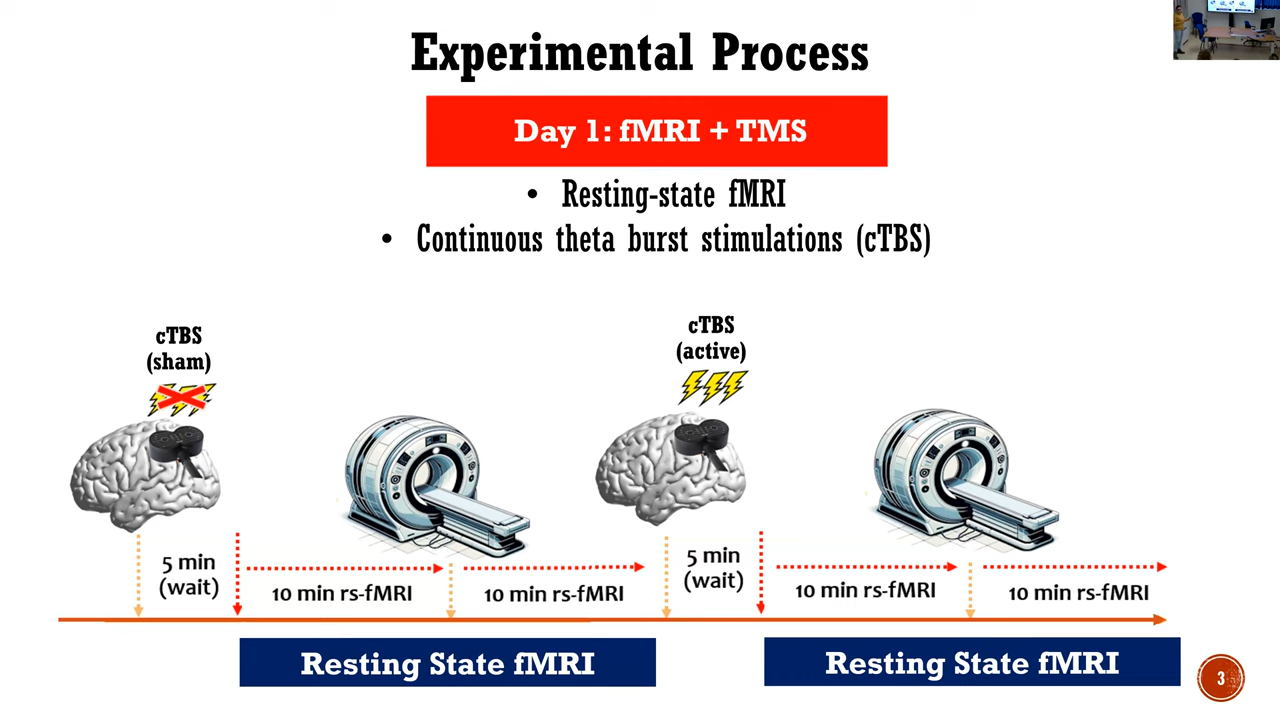 Experimental Process
Day 1: fMRI + TMS
• Resting-state fMRI
• Continuous theta burst stimulations (cTBS)
cTBS
(sham)
cTBS
(active)
5 min
(wait)
10 min rs-fMRI
10 min rs-fMRI
5 min
(wait)
10 min rs-fMRI
10 min rs-fMRI
Resting State fMRI
Resting State fMRI
3